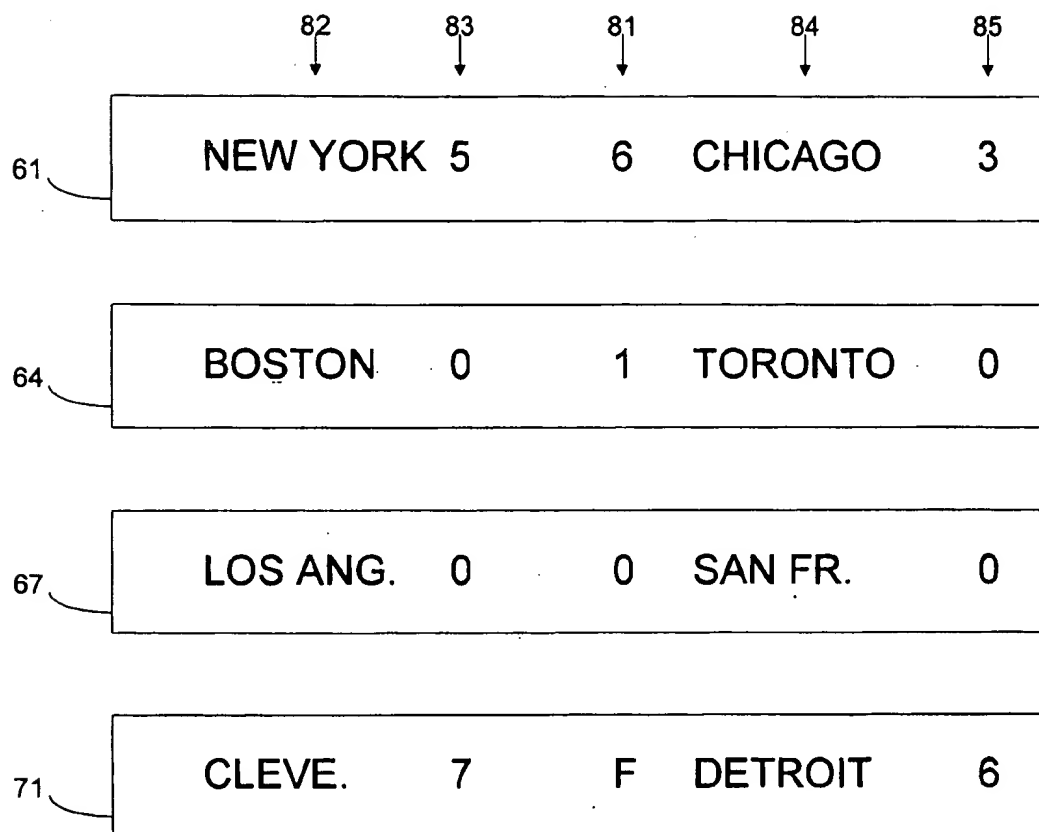 82 83 81 84 85
61 NEW YORK 5 6 CHICAGO 3
64 BOSTON 0 1 TORONTO 0
67 LOS ANG. 0 0 SAN FR. 0
71 CLEVE. 7 F DETROIT 6